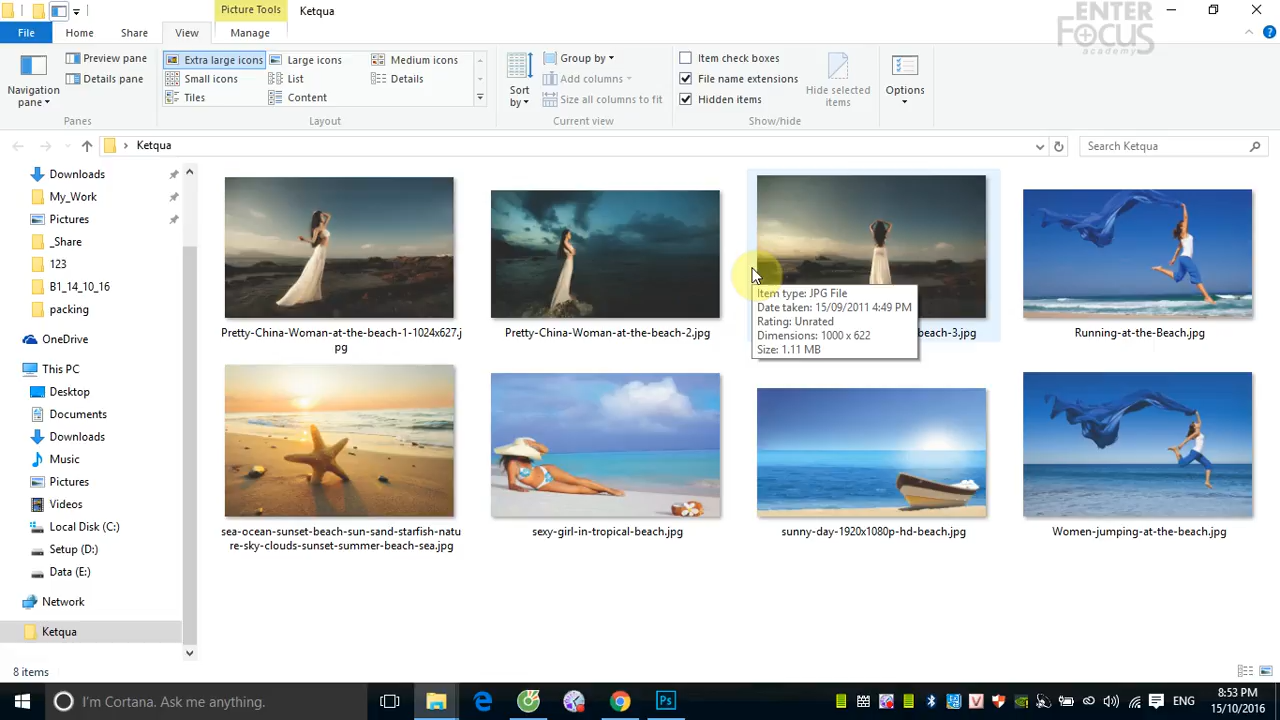 Picture Tools
Ketqua
ENTER
FOCUS
academy
File
Home
Share
View
Manage
Navigation
pane
Preview pane
Details pane
Panes
Extra large icons
Large icons
Medium icons
Small icons
List
Details
Tiles
Content
Layout
Sort
by
Group by
Add columns
Size all columns to fit
Current view
Item check boxes
File name extensions
Hidden items
Hide selected
items
Show/hide
Options
Ketqua
Search Ketqua
Downloads
My_Work
Pictures
_Share
123
B1_14_10_16
packing
OneDrive
This PC
Desktop
Documents
Downloads
Music
Pictures
Videos
Local Disk (C:)
Setup (D:)
Data (E:)
Network
Ketqua
Pretty-China-Woman-at-the-beach-1-1024x627.j
pg
Pretty-China-Woman-at-the-beach-2.jpg
beach-3.jpg
Item type: JPG File
Date taken: 15/09/2011 4:49 PM
Rating: Unrated
Dimensions: 1000 x 622
Size: 1.11 MB
Running-at-the-Beach.jpg
sea-ocean-sunset-beach-sun-sand-starfish-natu
re-sky-clouds-sunset-summer-beach-sea.jpg
sexy-girl-in-tropical-beach.jpg
sunny-day-1920x1080p-hd-beach.jpg
Women-jumping-at-the-beach.jpg
8 items
I'm Cortana. Ask me anything.
Ps
ENG
8:53 PM
15/10/2016